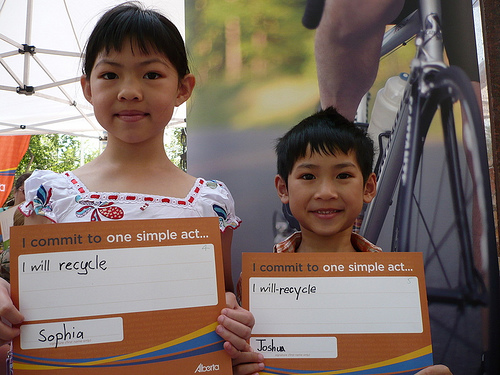 I commit to one simple act...
I will recycle
Sophia
Alberta
I commit to one simple act...
I will recycle
Joshua